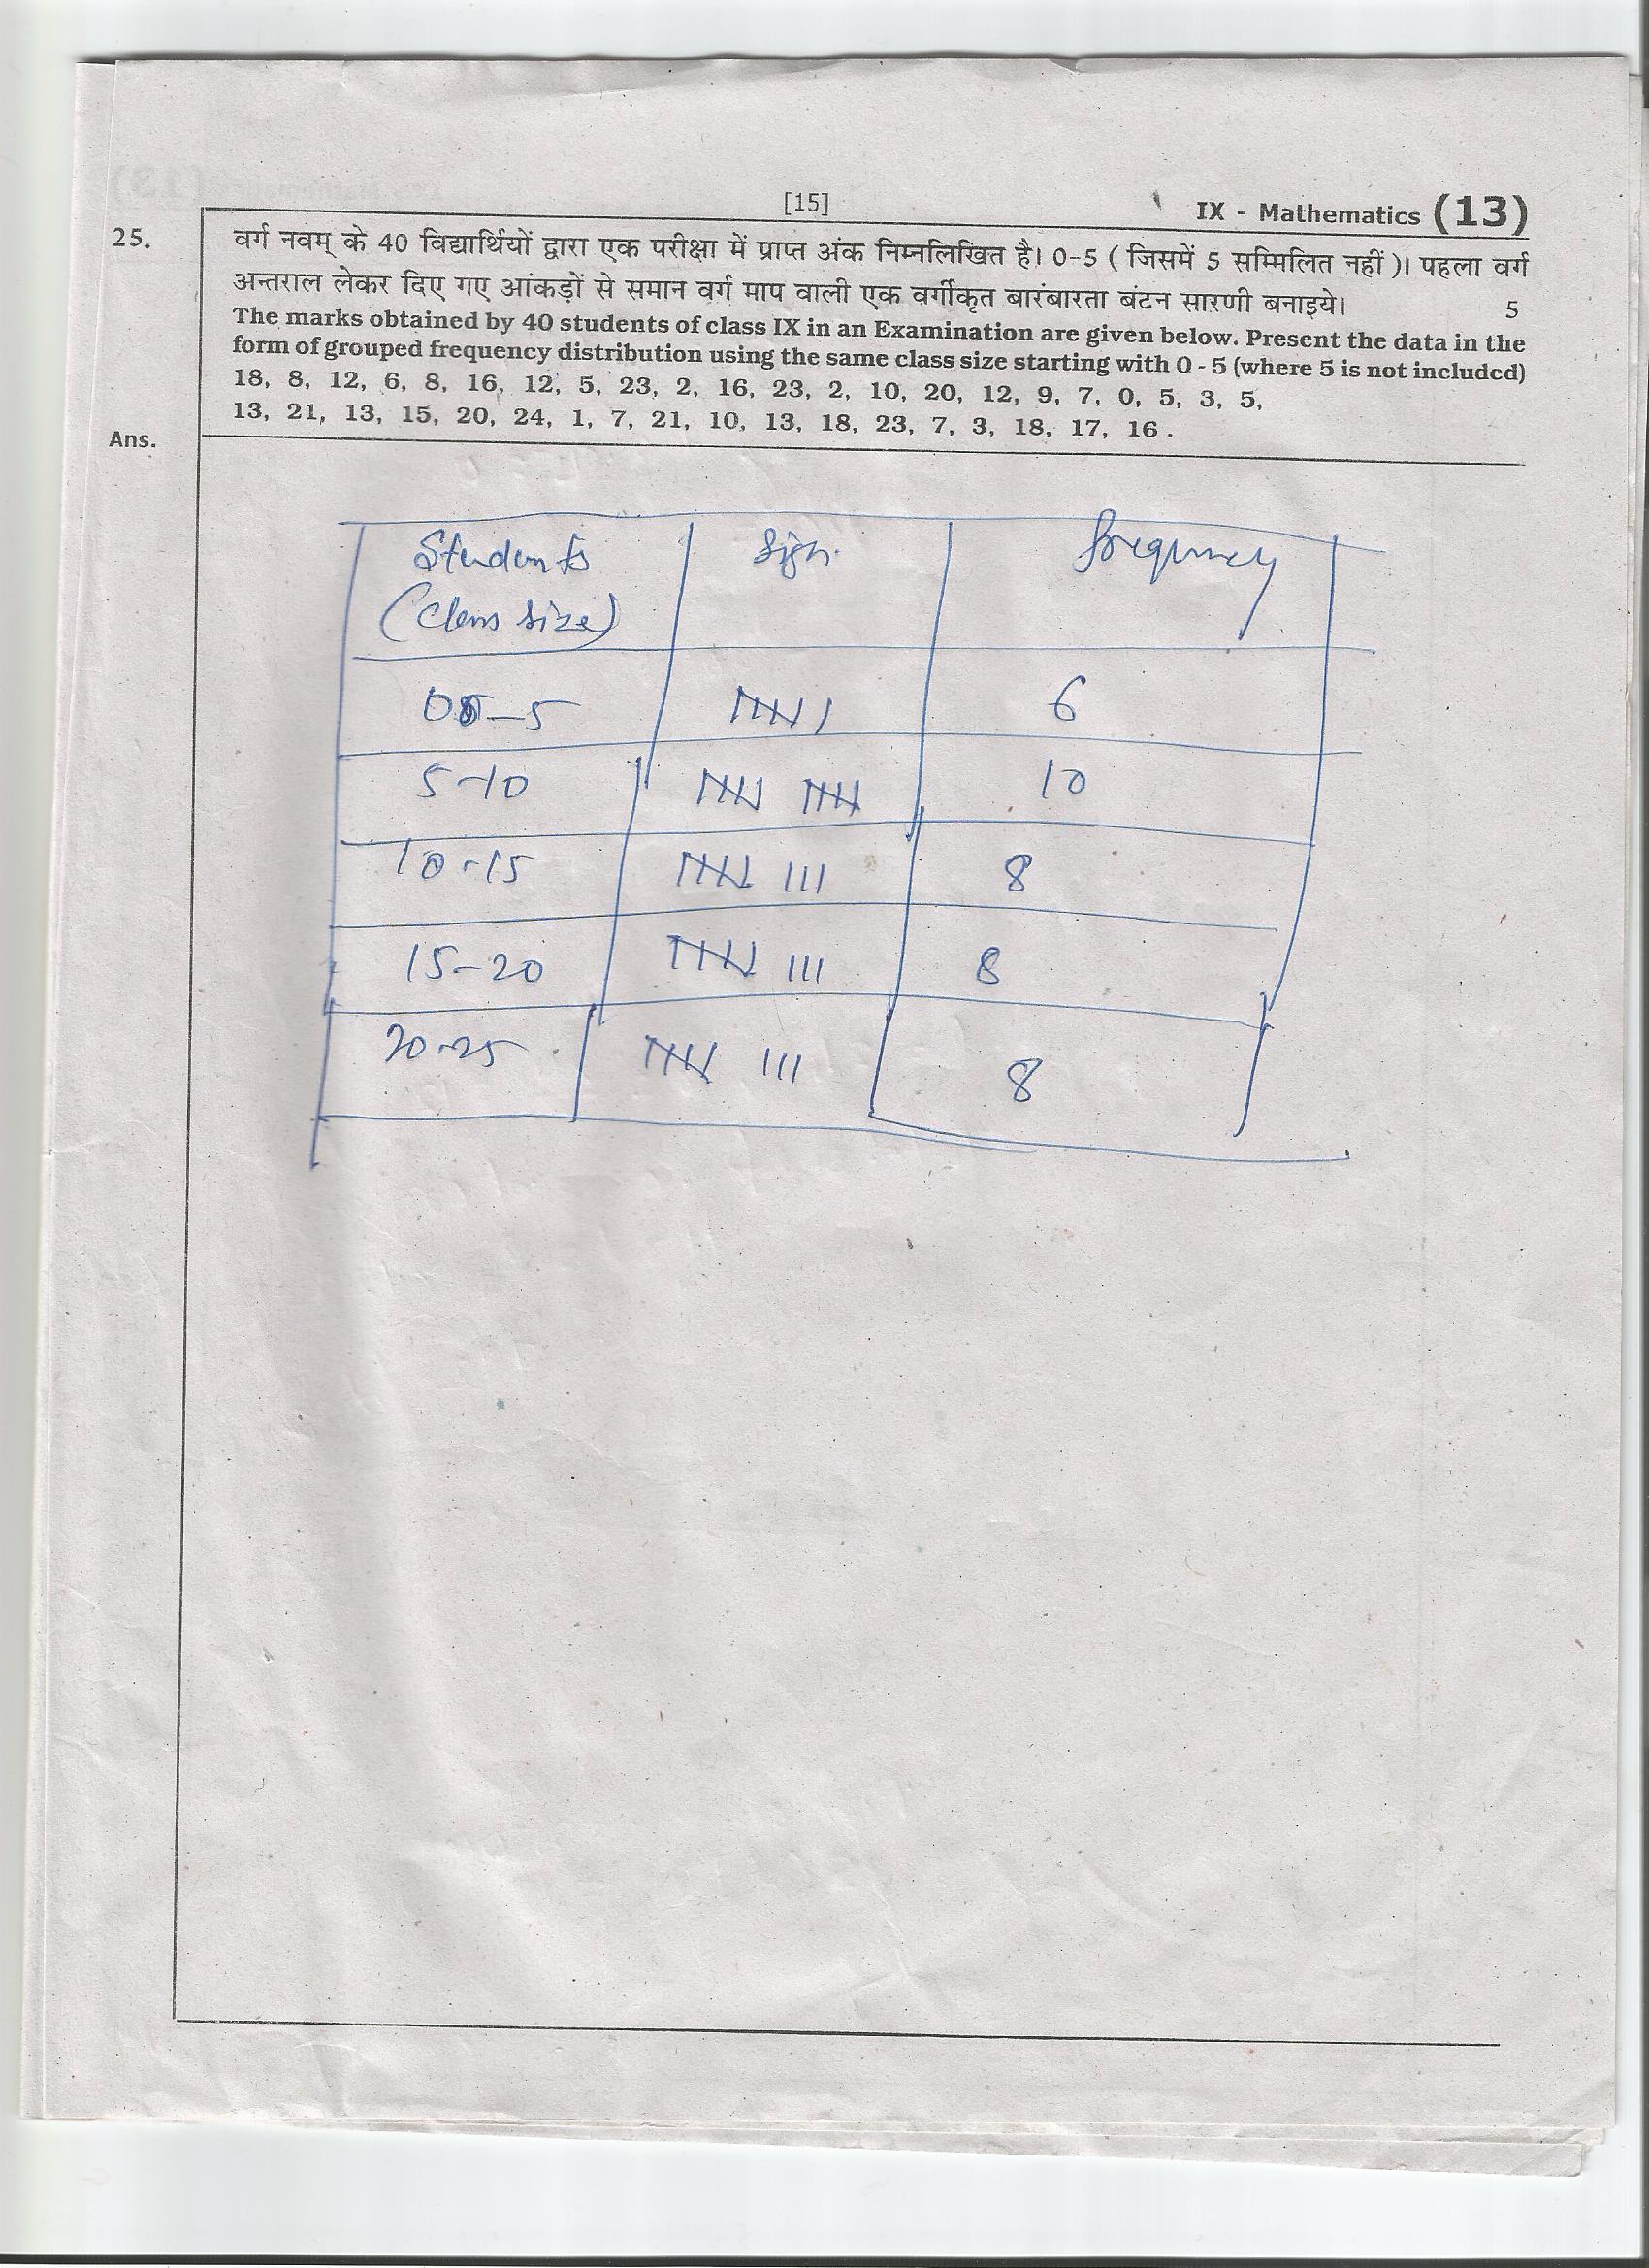 [15]
IX - Mathematics (13)
25. वर्ग नवम् के 40 विद्यार्थियों द्वारा एक परीक्षा में प्राप्त अंक निम्नलिखित है। 0-5 ( जिसमें 5 सम्मिलित नहीं )। पहला वर्ग
अन्तराल लेकर दिए गए आंकड़ों से समान वर्ग माप वाली एक वर्गीकृत बारंबारता बंटन सारणी बनाइये। 5
The marks obtained by 40 students of class IX in an Examination are given below. Present the data in the
form of grouped frequency distribution using the same class size starting with 0 - 5 (where 5 is not included)
18, 8, 12, 6, 8, 16, 12, 5, 23, 2, 16, 23, 2, 10, 20, 12, 9, 7, 0, 5, 3, 5,
13, 21, 13, 15, 20, 24, 1, 7, 21, 10, 13, 18, 23, 7, 3, 18, 17, 16 .
Ans.
Students Sign. frequency
(Class size)
0-5 6
5-10 10
10-15 III 8
15-20 III 8
20-25 III 8